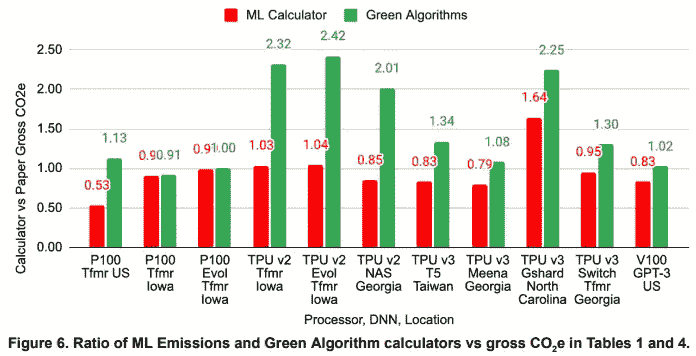 ML Calculator Green Algorithms
Calculator vs Paper Gross CO2e
2.50
2.00
1.50
1.00
0.50
0.00
0.53 1.13
0.91
1.00
1.03 2.32
1.04 2.42
0.85 2.01
0.83 1.34
0.79 1.08
1.64 2.25
0.95 1.30
0.83 1.02
P100 Tfmr US
P100 Tfmr Iowa
P100 Evol Tfmr Iowa
TPU v2 Tfmr Iowa
TPU v2 Evol Tfmr Iowa
TPU v2 NAS Georgia
TPU v3 T5 Taiwan
TPU v3 Meena Georgia
TPU v3 Gshard North Carolina
TPU v3 Switch Tfmr Georgia
V100 GPT-3 US
Processor, DNN, Location
Figure 6. Ratio of ML Emissions and Green Algorithm calculators vs gross CO2e in Tables 1 and 4.